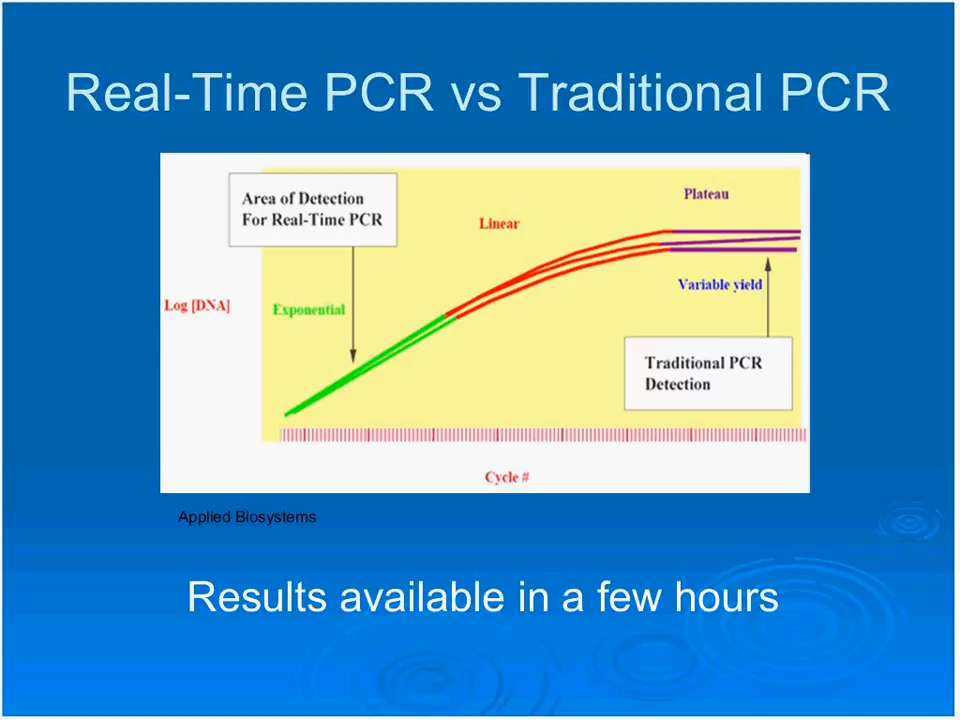 Real-Time PCR vs Traditional PCR
Area of Detection
For Real-Time PCR
Plateau
Linear
Variable yield
Log [DNA]
Exponential
Traditional PCR
Detection
Cycle #
Applied Biosystems
Results available in a few hours